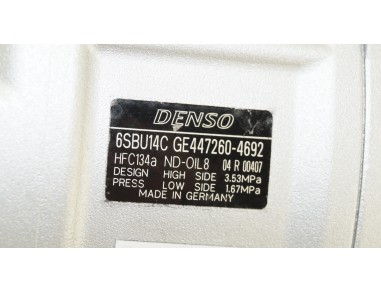 DENSO
6SBU14C GE447260-4692
HFC134a ND-OIL8 04 R 00407
DESIGN HIGH SIDE 3.53MPa
PRESS LOW SIDE 1.67MPa
MADE IN GERMANY